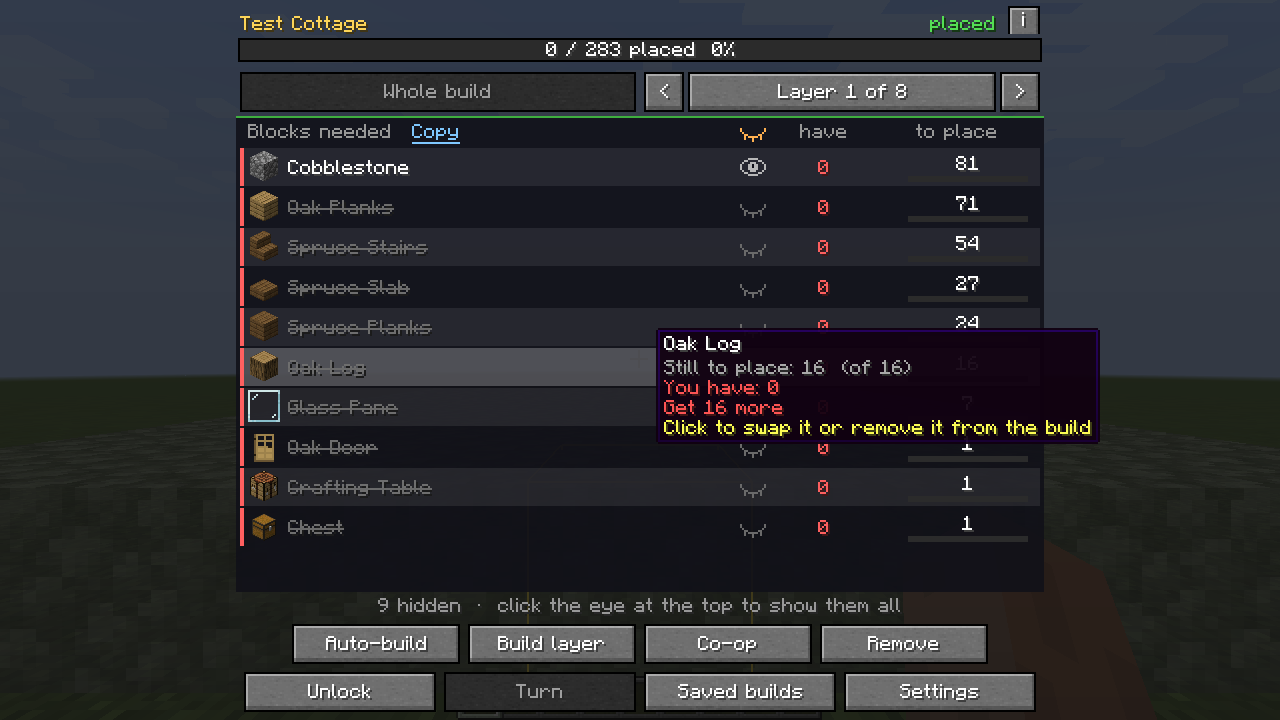 Test Cottage placed i
0 / 283 placed 0%
Whole build < Layer 1 of 8 >
Blocks needed Copy have to place
Cobblestone 0 81
Oak Planks 0 71
Spruce Stairs 0 54
Spruce Slab 0 27
Spruce Planks 0 24
Oak Log 16
Glass Pane 0 7
Oak Door 0 1
Crafting Table 0 1
Chest 0 1
Oak Log
Still to place: 16 (of 16)
You have: 0
Get 16 more
Click to swap it or remove it from the build
9 hidden · click the eye at the top to show them all
Auto-build Build layer Co-op Remove
Unlock Turn Saved builds Settings